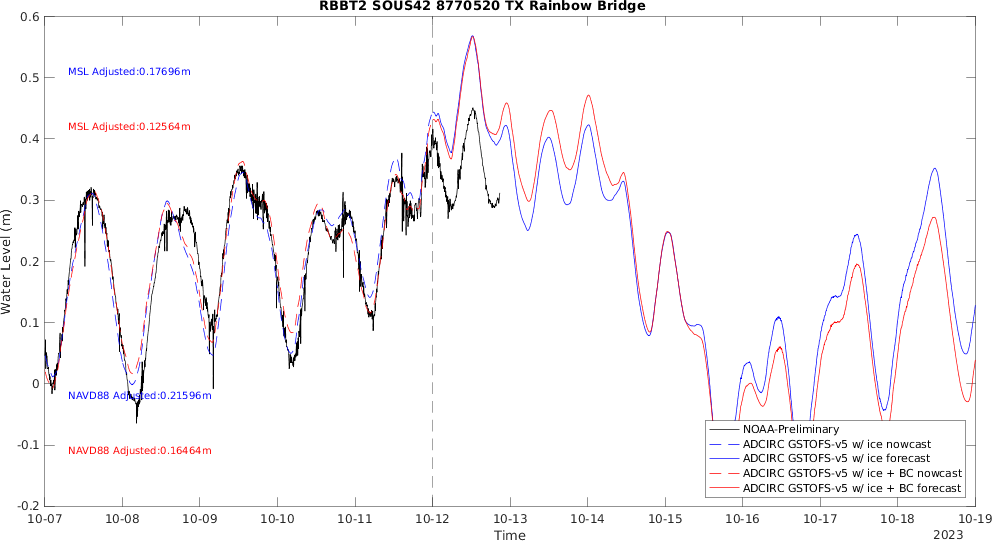 RBBT2 SOUS42 8770520 TX Rainbow Bridge
0.6
0.5
0.4
0.3
0.2
0.1
0
-0.1
-0.2
Water Level (m)
MSL Adjusted:0.17696m
MSL Adjusted:0.12564m
NAVD88 Adjusted:0.21596m
NAVD88 Adjusted:0.16464m
NOAA-Preliminary
ADCIRC GSTOFS-v5 w/ ice nowcast
ADCIRC GSTOFS-v5 w/ ice forecast
ADCIRC GSTOFS-v5 w/ ice + BC nowcast
ADCIRC GSTOFS-v5 w/ ice + BC forecast
10-07 10-08 10-09 10-10 10-11 10-12 10-13 10-14 10-15 10-16 10-17 10-18 10-19
Time
2023